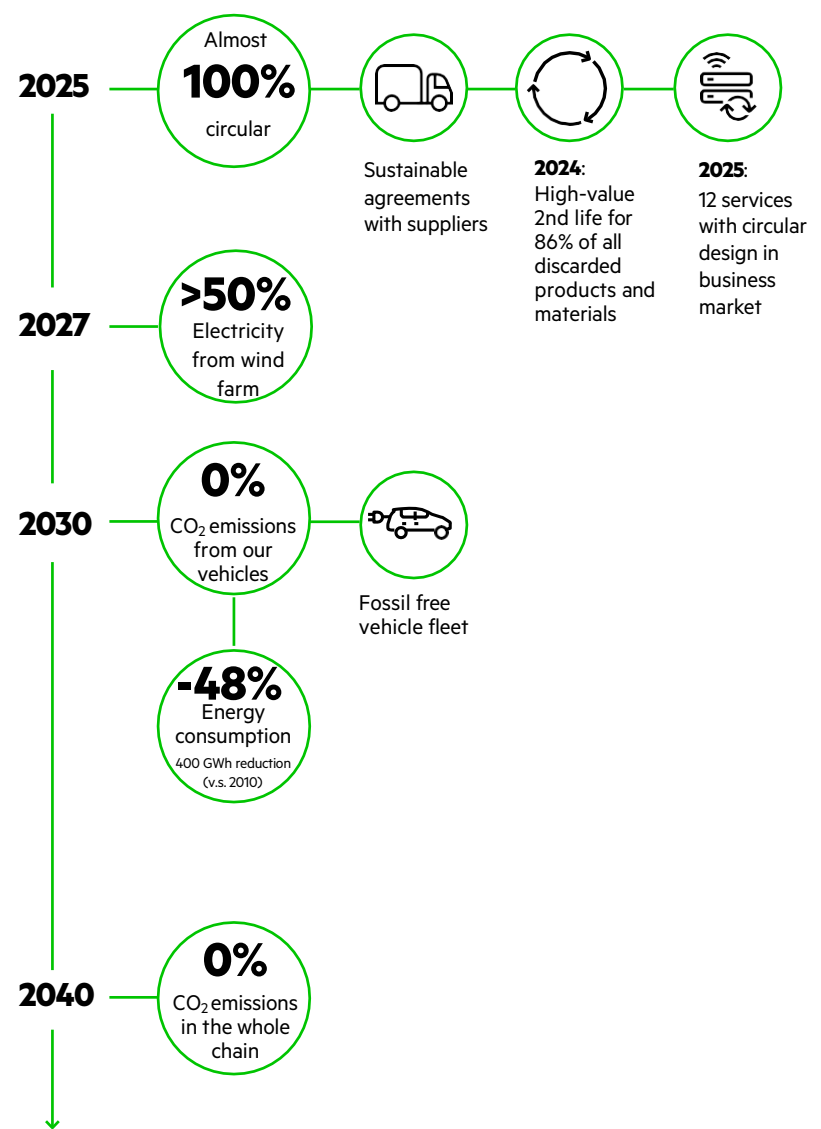 2025
Almost
100%
circular
Sustainable
agreements
with suppliers
2024:
High-value
2nd life for
86% of all
discarded
products and
materials
2025:
12 services
with circular
design in
business
market
2027
>50%
Electricity
from wind
farm
2030
0%
CO₂ emissions
from our
vehicles
Fossil free
vehicle fleet
-48%
Energy
consumption
400 GWh reduction
(v.s. 2010)
2040
0%
CO₂ emissions
in the whole
chain